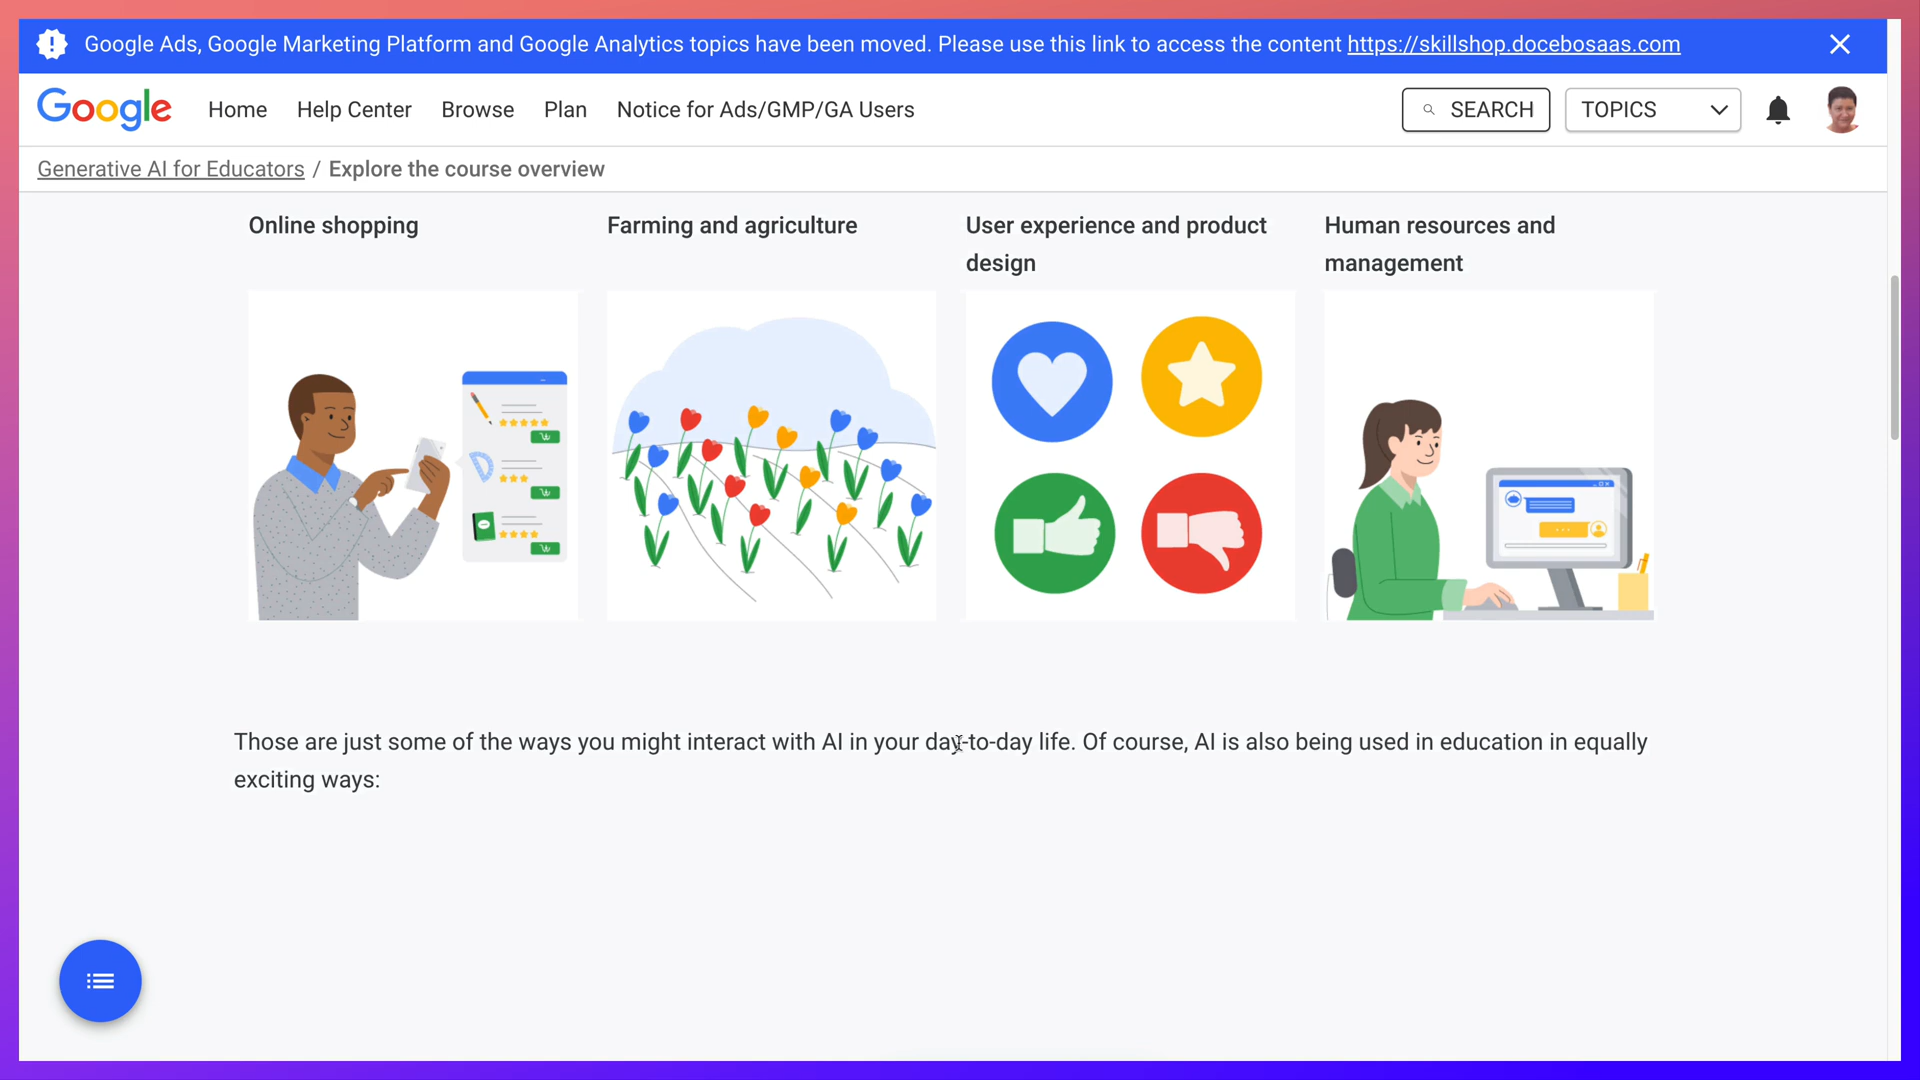 Google Ads, Google Marketing Platform and Google Analytics topics have been moved. Please use this link to access the content https://skillshop.docebosaas.com
Google
Home
Help Center
Browse
Plan
Notice for Ads/GMP/GA Users
SEARCH
TOPICS
Generative AI for Educators / Explore the course overview
Online shopping
Farming and agriculture
User experience and product
design
Human resources and
management
Those are just some of the ways you might interact with AI in your day-to-day life. Of course, AI is also being used in education in equally
exciting ways: